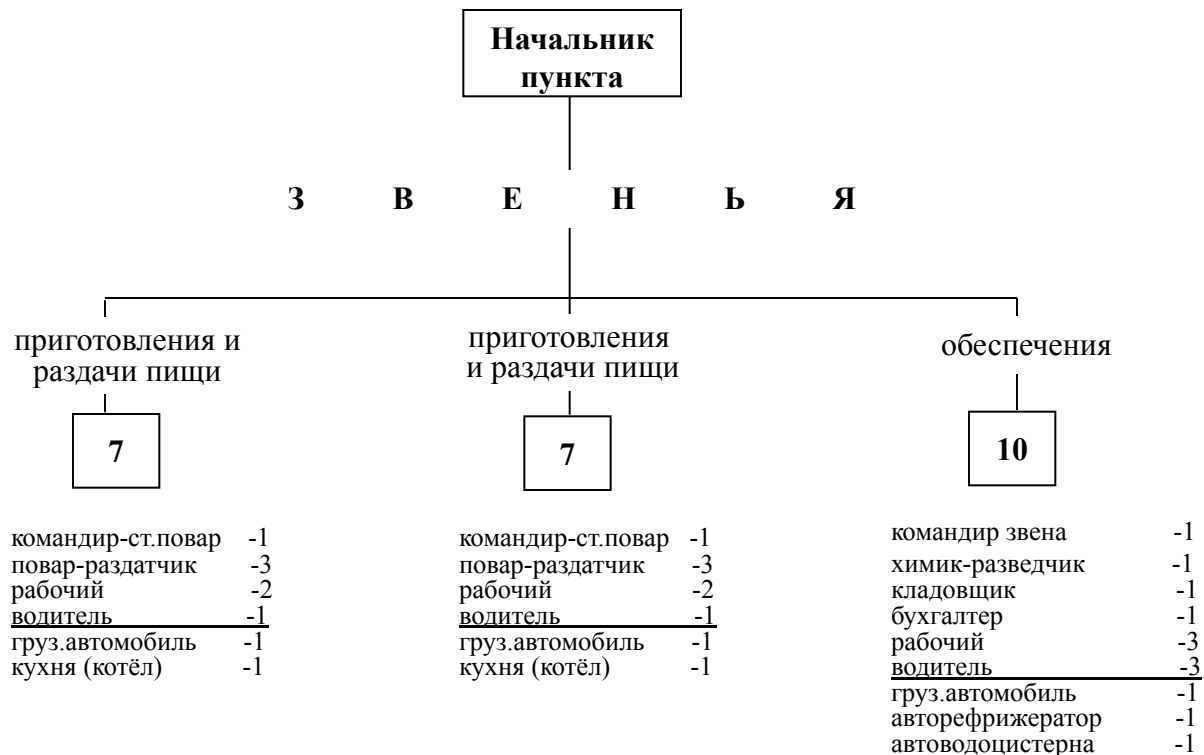 Начальник
пункта
З В Е Н Ь Я
приготовления и
раздачи пищи
7
командир-ст.повар -1
повар-раздатчик -3
рабочий -2
водитель -1
груз.автомобиль -1
кухня (котёл) -1
приготовления
и раздачи пищи
7
командир-ст.повар -1
повар-раздатчик -3
рабочий -2
водитель -1
груз.автомобиль -1
кухня (котёл) -1
обеспечения
10
командир звена -1
химик-разведчик -1
кладовщик -1
бухгалтер -1
рабочий -3
водитель -3
груз.автомобиль -1
авторефрижератор -1
автоводоцистерна -1